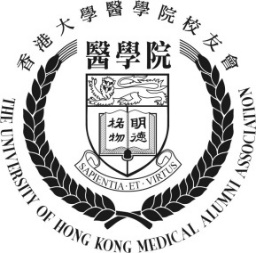 香港大學醫學院校友會
醫學院
明德
格物
SAPIENTIA·ET·VIRTUS
THE UNIVERSITY OF HONG KONG MEDICAL ALUMNI ASSOCIATION